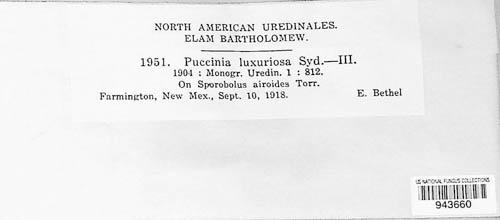 NORTH AMERICAN UREDINALES.
ELAM BARTHOLOMEW.
1951. Puccinia luxuriosa Syd.—III.
1904 : Monogr. Uredin. 1 : 812.
On Sporobolus airoides Torr.
Farmington, New Mex., Sept. 10, 1918. E. Bethel
US NATIONAL FUNGUS COLLECTIONS
943660